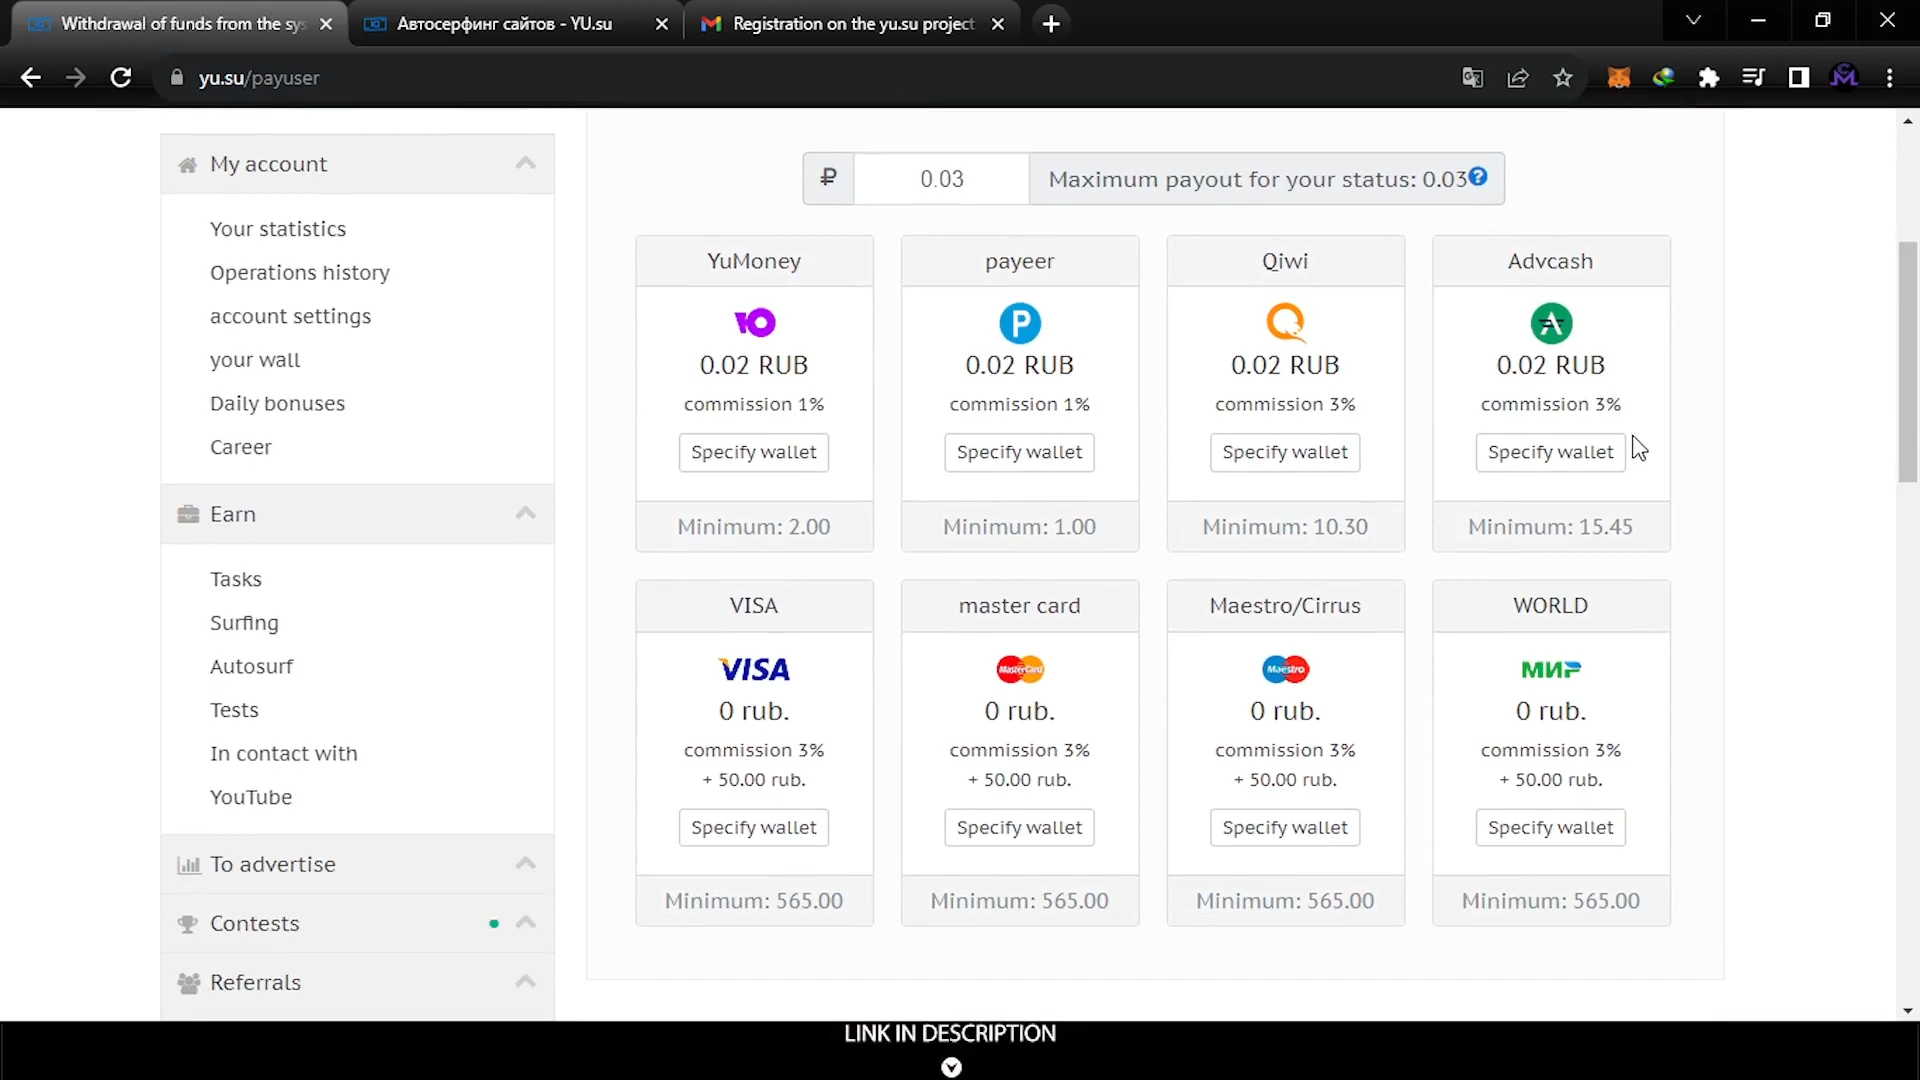 Withdrawal of funds from the sys
Автосерфинг сайтов - YU.su
Registration on the yu.su project
yu.su/payuser
My account
Your statistics
Operations history
account settings
your wall
Daily bonuses
Career
Earn
Tasks
Surfing
Autosurf
Tests
In contact with
YouTube
To advertise
Contests
Referrals
₽ 0.03 Maximum payout for your status: 0.03
YuMoney
Ю
0.02 RUB
commission 1%
Specify wallet
Minimum: 2.00
payeer
P
0.02 RUB
commission 1%
Specify wallet
Minimum: 1.00
Qiwi
0.02 RUB
commission 3%
Specify wallet
Minimum: 10.30
Advcash
0.02 RUB
commission 3%
Specify wallet
Minimum: 15.45
VISA
VISA
0 rub.
commission 3%
+ 50.00 rub.
Specify wallet
Minimum: 565.00
master card
MasterCard
0 rub.
commission 3%
+ 50.00 rub.
Specify wallet
Minimum: 565.00
Maestro/Cirrus
Maestro
0 rub.
commission 3%
+ 50.00 rub.
Specify wallet
Minimum: 565.00
WORLD
МИР
0 rub.
commission 3%
+ 50.00 rub.
Specify wallet
Minimum: 565.00
LINK IN DESCRIPTION